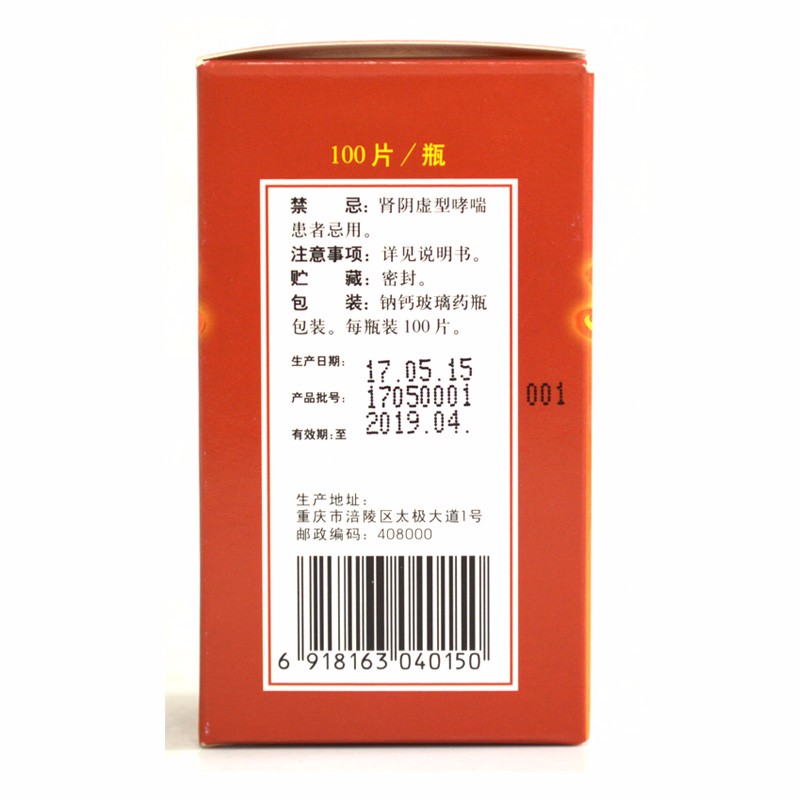 100片/瓶
禁 忌：肾阴虚型哮喘
患者忌用。
注意事项：详见说明书。
贮 藏：密封。
包 装：钠钙玻璃药瓶
包装。每瓶装100片。
生产日期： 17.05.15
产品批号： 17050001 001
有效期：至 2019.04.
生产地址：
重庆市涪陵区太极大道1号
邮政编码：408000
6 918163 040150